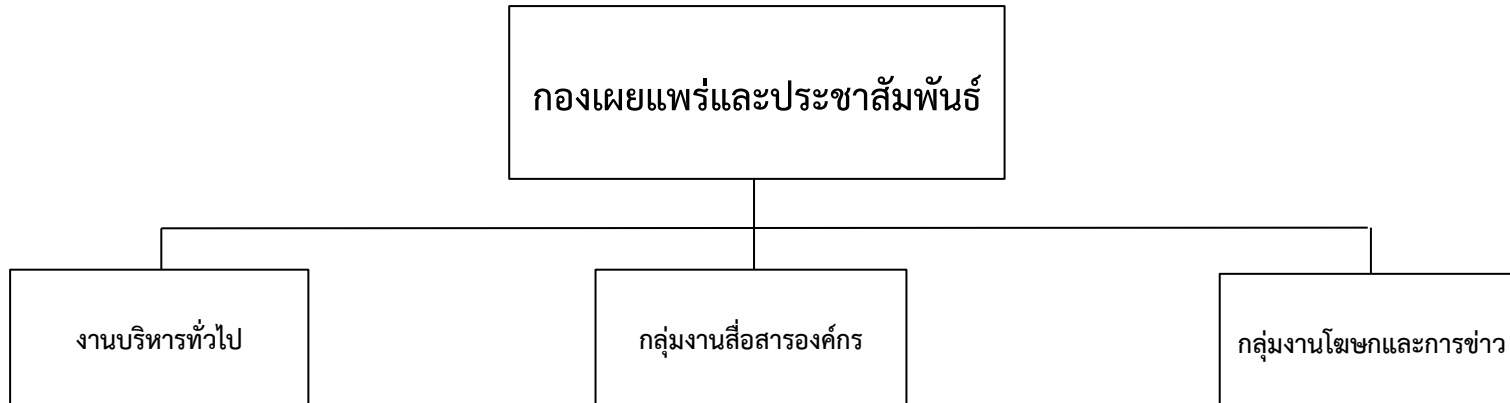 กองเผยแพร่และประชาสัมพันธ์
งานบริหารทั่วไป
กลุ่มงานสื่อสารองค์กร
กลุ่มงานโฆษกและการข่าว